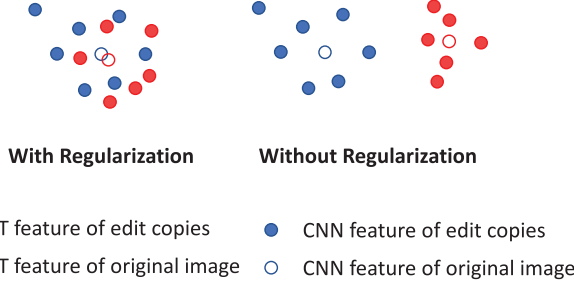 With Regularization Without Regularization
T feature of edit copies CNN feature of edit copies
T feature of original image CNN feature of original image